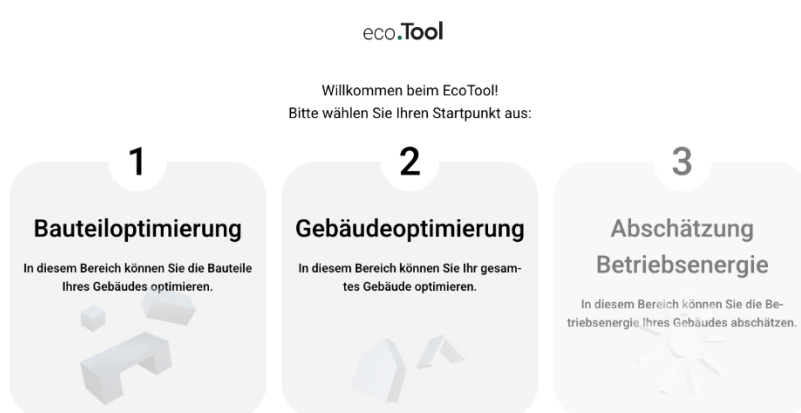 eco.Tool
Willkommen beim EcoTool!
Bitte wählen Sie Ihren Startpunkt aus:
1
Bauteiloptimierung
In diesem Bereich können Sie die Bauteile
Ihres Gebäudes optimieren.
2
Gebäudeoptimierung
In diesem Bereich können Sie Ihr gesam-
tes Gebäude optimieren.
3
Abschätzung
Betriebsenergie
In diesem Bereich können Sie die Be-
triebsenergie Ihres Gebäudes abschätzen.